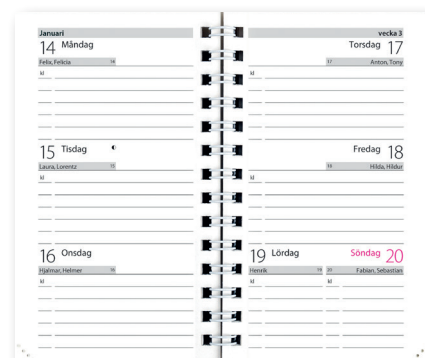 Januari
14 Måndag
Felix, Felicia 14
kl
15 Tisdag
Laura, Lorentz 15
kl
16 Onsdag
Hjalmar, Helmer 16
kl
vecka 3
Torsdag 17
17 Anton, Tony
kl
Fredag 18
18 Hilda, Hildur
kl
19 Lördag
Henrik 19
kl
Söndag 20
20 Fabian, Sebastian
kl